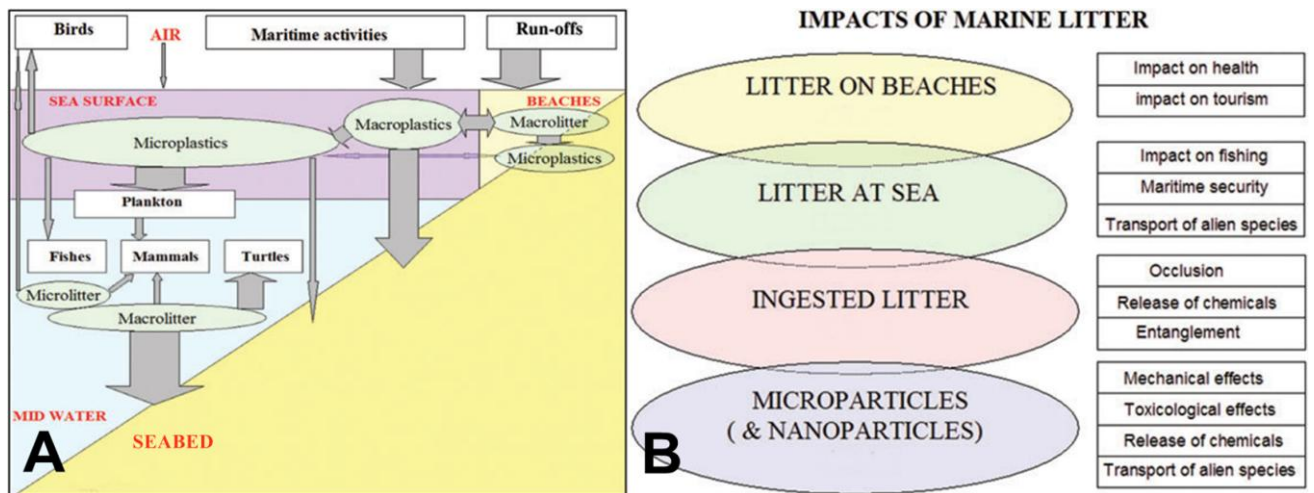 Birds
AIR
Maritime activities
Run-offs
SEA SURFACE
BEACHES
Macroplastics
Macrolitter
Microplastics
Microplastics
Plankton
Fishes
Mammals
Turtles
Microlitter
Macrolitter
MID WATER
SEABED
A
IMPACTS OF MARINE LITTER
LITTER ON BEACHES
Impact on health
impact on tourism
LITTER AT SEA
Impact on fishing
Maritime security
Transport of alien species
INGESTED LITTER
Occlusion
Release of chemicals
Entanglement
MICROPARTICLES
( & NANOPARTICLES)
Mechanical effects
Toxicological effects
Release of chemicals
Transport of alien species
B